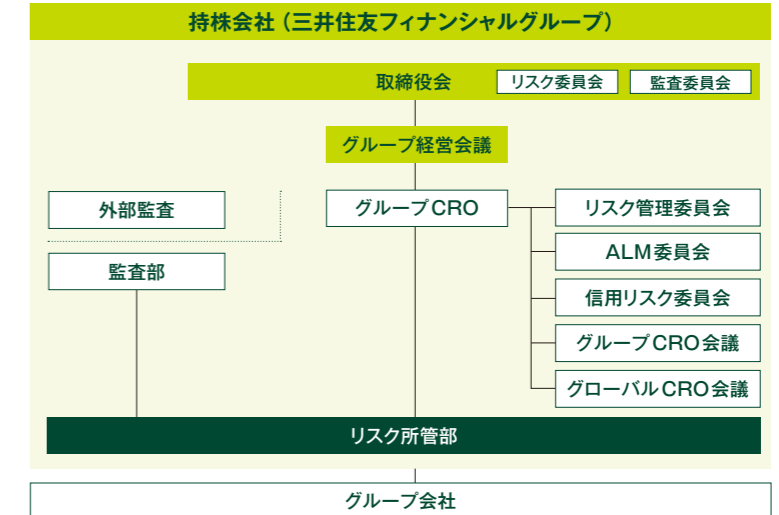 持株会社（三井住友フィナンシャルグループ）
取締役会
リスク委員会
監査委員会
グループ経営会議
外部監査
グループCRO
リスク管理委員会
ALM委員会
監査部
信用リスク委員会
グループCRO会議
グローバルCRO会議
リスク所管部
グループ会社